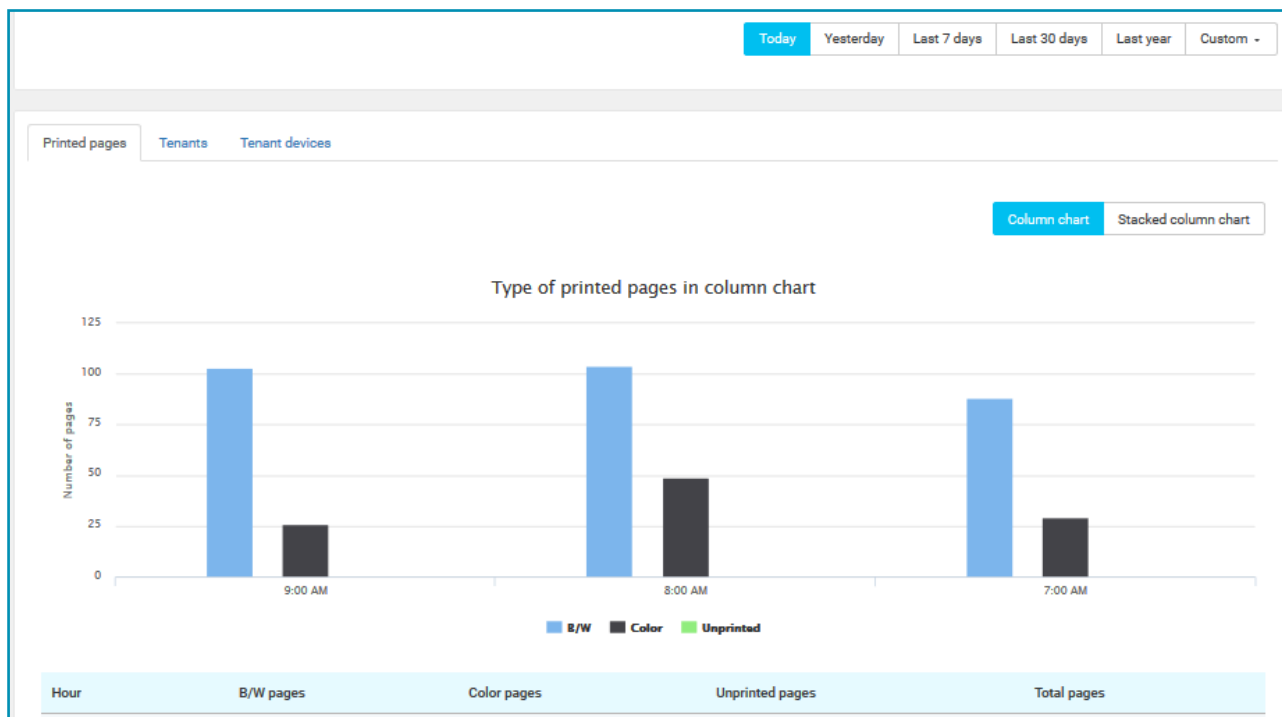 Today Yesterday Last 7 days Last 30 days Last year Custom
Printed pages Tenants Tenant devices
Column chart Stacked column chart
Type of printed pages in column chart
125
100
75
50
25
0
Number of pages
9:00 AM 8:00 AM 7:00 AM
B/W Color Unprinted
Hour B/W pages Color pages Unprinted pages Total pages